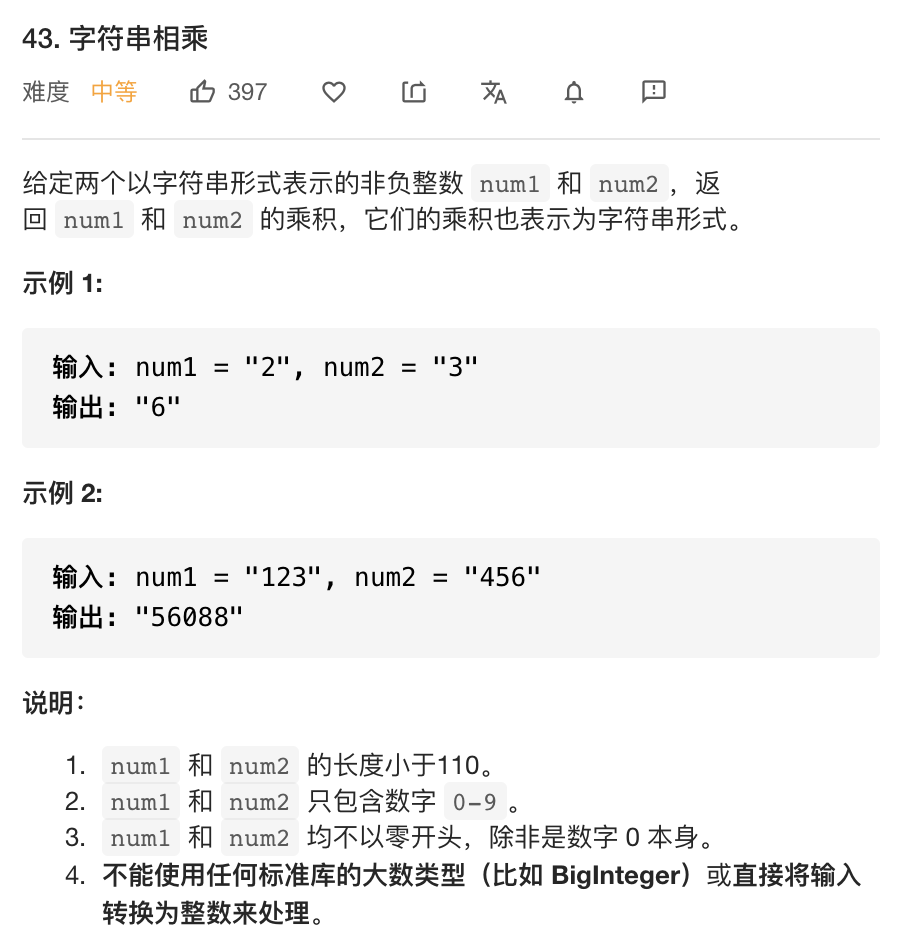 43. 字符串相乘
难度 中等 397
给定两个以字符串形式表示的非负整数 num1 和 num2，返
回 num1 和 num2 的乘积，它们的乘积也表示为字符串形式。
示例 1:
输入: num1 = "2", num2 = "3"
输出: "6"
示例 2:
输入: num1 = "123", num2 = "456"
输出: "56088"
说明：
1. num1 和 num2 的长度小于110。
2. num1 和 num2 只包含数字 0-9。
3. num1 和 num2 均不以零开头，除非是数字 0 本身。
4. 不能使用任何标准库的大数类型（比如 BigInteger）或直接将输入
转换为整数来处理。